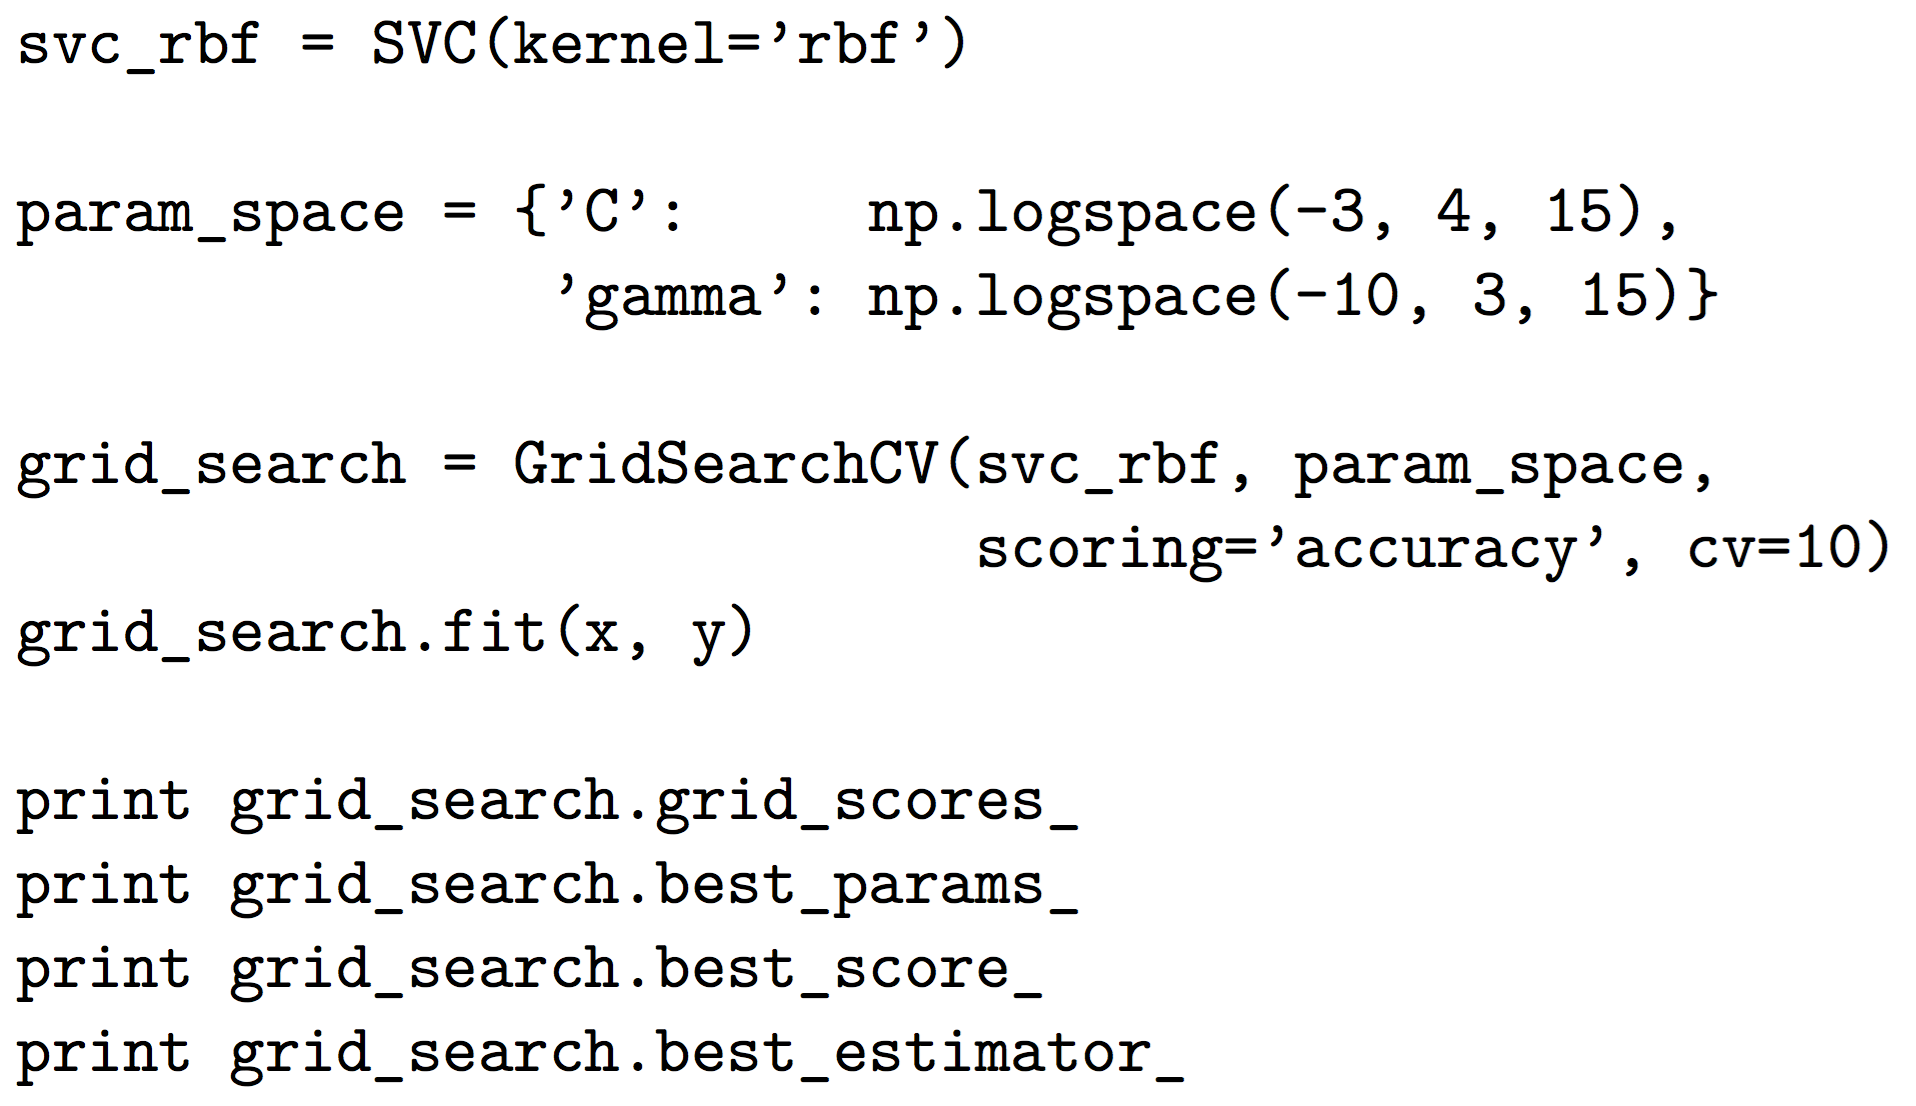 svc_rbf = SVC(kernel=’rbf’)
param_space = {’C’:     np.logspace(-3, 4, 15),
               ’gamma’: np.logspace(-10, 3, 15)}
grid_search = GridSearchCV(svc_rbf, param_space,
                           scoring=’accuracy’, cv=10)
grid_search.fit(x, y)
print grid_search.grid_scores_
print grid_search.best_params_
print grid_search.best_score_
print grid_search.best_estimator_